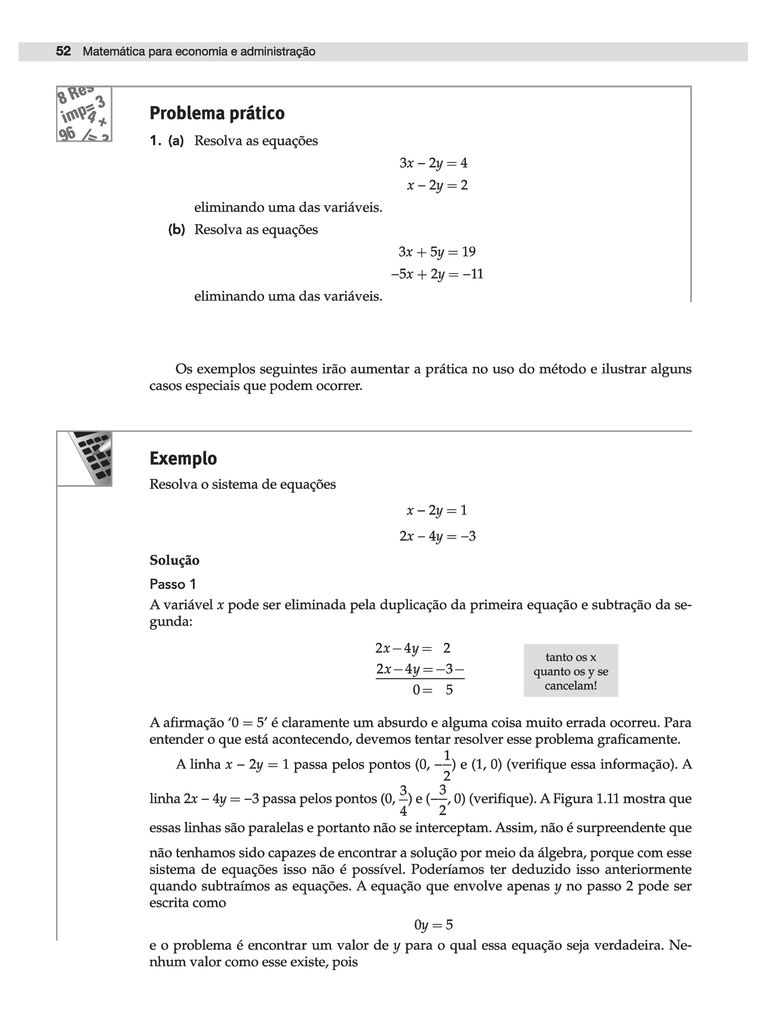 52 Matemática para economia e administração
8 Res
imp= 3
4 x
96 /= 3
Problema prático
1. (a) Resolva as equações
3x − 2y = 4
x − 2y = 2
eliminando uma das variáveis.
(b) Resolva as equações
3x + 5y = 19
−5x + 2y = −11
eliminando uma das variáveis.
Os exemplos seguintes irão aumentar a prática no uso do método e ilustrar alguns
casos especiais que podem ocorrer.
Exemplo
Resolva o sistema de equações
x − 2y = 1
2x − 4y = −3
Solução
Passo 1
A variável x pode ser eliminada pela duplicação da primeira equação e subtração da se-
gunda:
2x − 4y = 2
2x − 4y = −3 −
0 = 5
tanto os x
quanto os y se
cancelam!
A afirmação ‘0 = 5’ é claramente um absurdo e alguma coisa muito errada ocorreu. Para
entender o que está acontecendo, devemos tentar resolver esse problema graficamente.
A linha x − 2y = 1 passa pelos pontos (0, −1/2) e (1, 0) (verifique essa informação). A
linha 2x − 4y = −3 passa pelos pontos (0, 3/4) e (−3/2, 0) (verifique). A Figura 1.11 mostra que
essas linhas são paralelas e portanto não se interceptam. Assim, não é surpreendente que
não tenhamos sido capazes de encontrar a solução por meio da álgebra, porque com esse
sistema de equações isso não é possível. Poderíamos ter deduzido isso anteriormente
quando subtraímos as equações. A equação que envolve apenas y no passo 2 pode ser
escrita como
0y = 5
e o problema é encontrar um valor de y para o qual essa equação seja verdadeira. Ne-
nhum valor como esse existe, pois